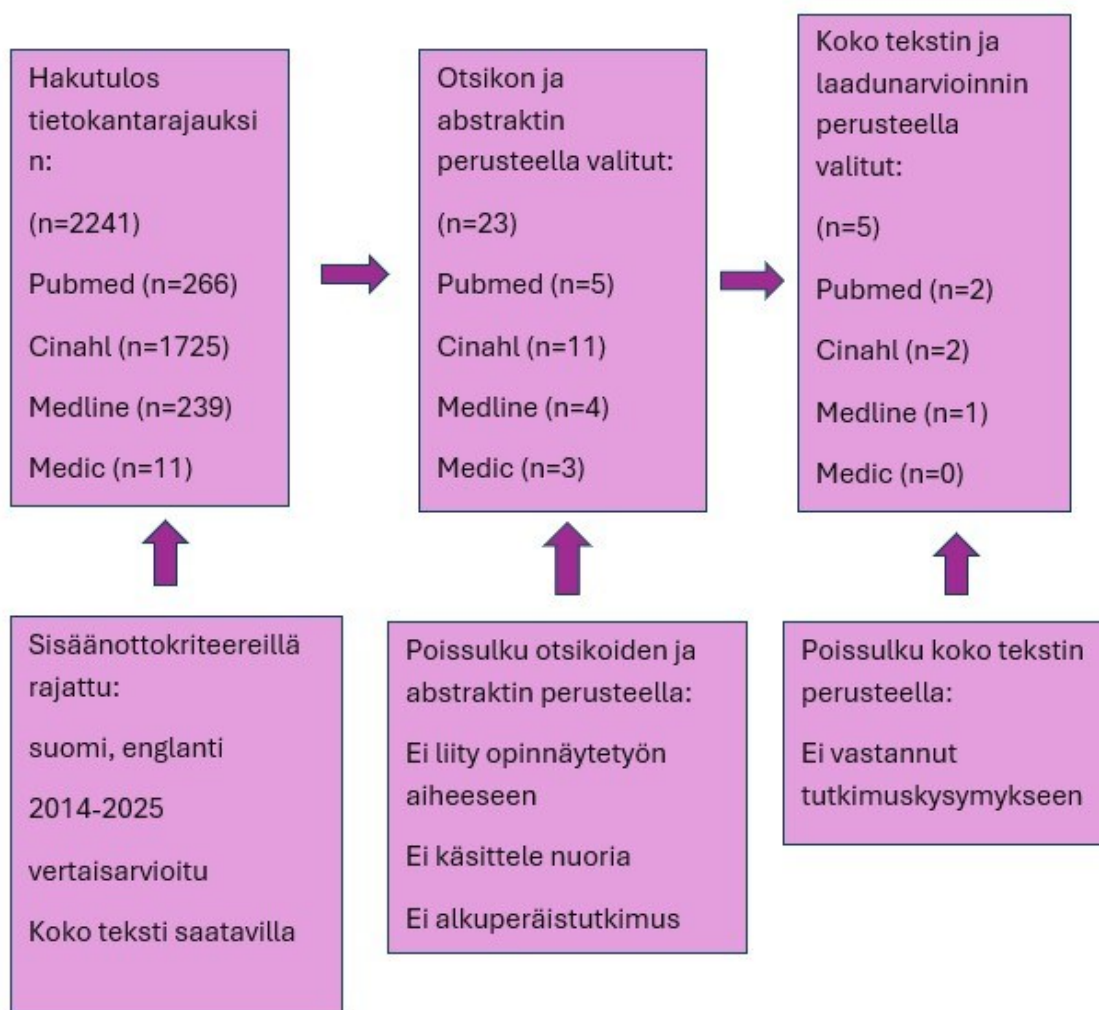 Hakutulos
tietokantarajauksi
n:
(n=2241)
Pubmed (n=266)
Cinahl (n=1725)
Medline (n=239)
Medic (n=11)
Otsikon ja
abstraktin
perusteella valitut:
(n=23)
Pubmed (n=5)
Cinahl (n=11)
Medline (n=4)
Medic (n=3)
Koko tekstin ja
laadunarvioinnin
perusteella
valitut:
(n=5)
Pubmed (n=2)
Cinahl (n=2)
Medline (n=1)
Medic (n=0)
Sisäänottokriteereillä
rajattu:
suomi, englanti
2014-2025
vertaisarvioitu
Koko teksti saatavilla
Poissulku otsikoiden ja
abstraktin perusteella:
Ei liity opinnäytetyön
aiheeseen
Ei käsittele nuoria
Ei alkuperäistutkimus
Poissulku koko tekstin
perusteella:
Ei vastannut
tutkimuskysymykseen